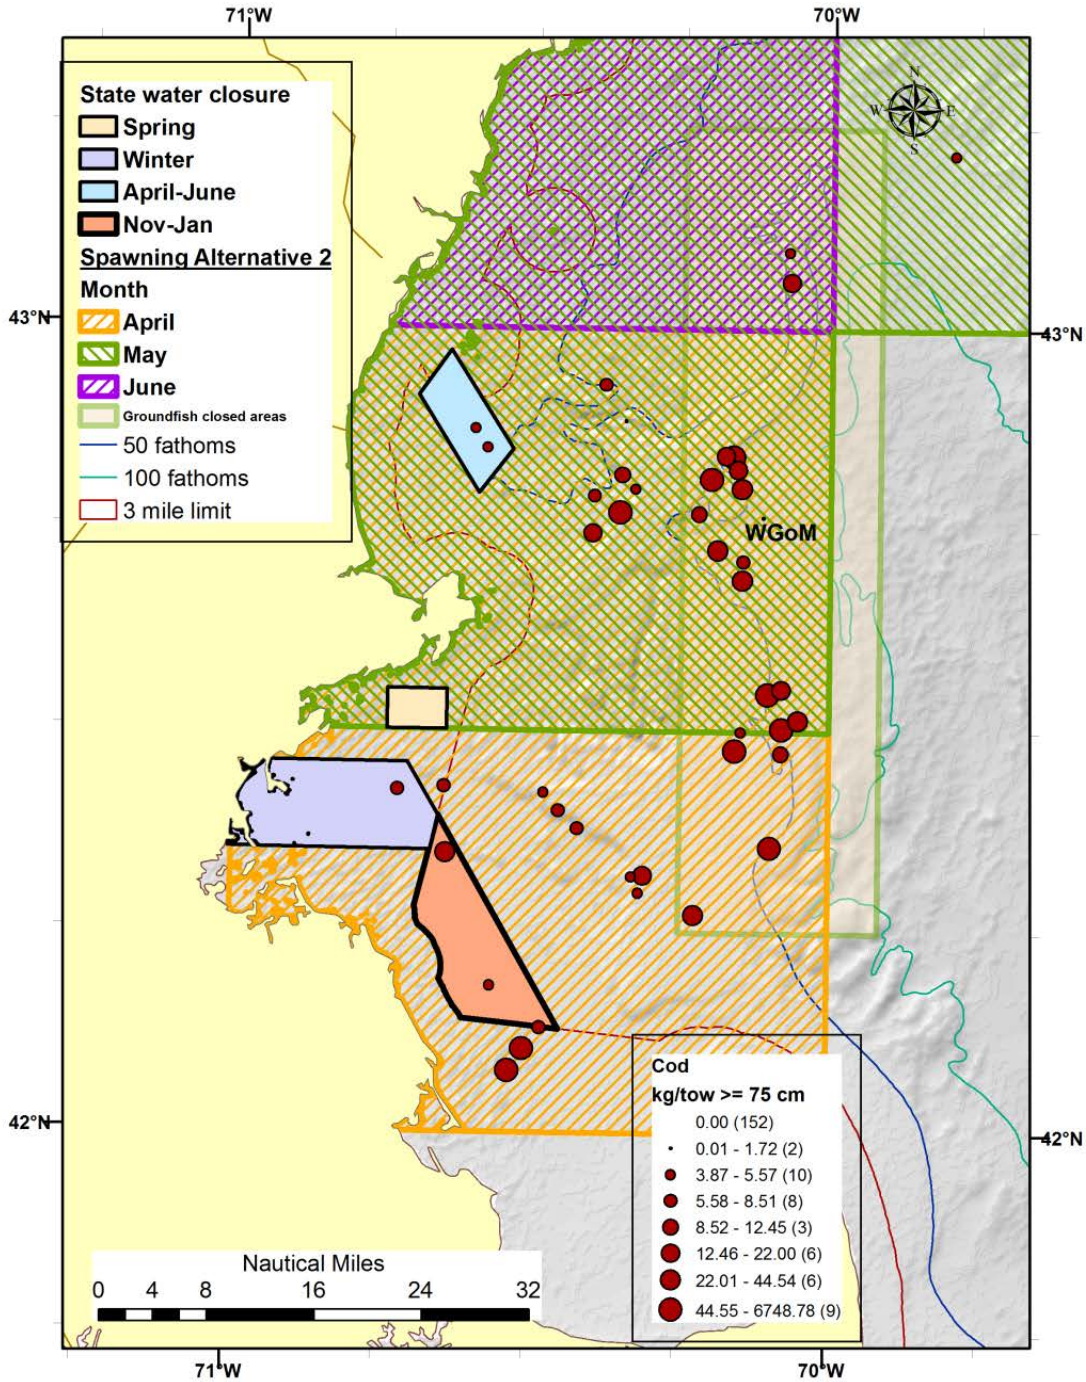 71°W
70°W
N
W
E
S
State water closure
Spring
Winter
April-June
Nov-Jan
Spawning Alternative 2
Month
April
May
June
Groundfish closed areas
50 fathoms
100 fathoms
3 mile limit
43°N
43°N
WGoM
42°N
42°N
Cod
kg/tow >= 75 cm
0.00 (152)
0.01 - 1.72 (2)
3.87 - 5.57 (10)
5.58 - 8.51 (8)
8.52 - 12.45 (3)
12.46 - 22.00 (6)
22.01 - 44.54 (6)
44.55 - 6748.78 (9)
Nautical Miles
0 4 8 16 24 32
71°W
70°W